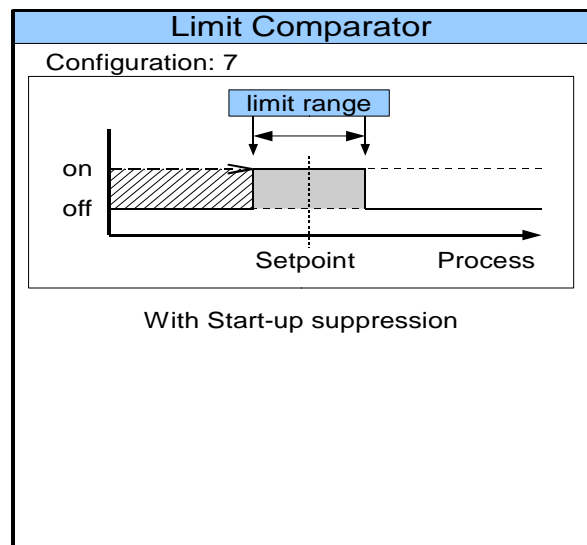 Limit Comparator
Configuration: 7
limit range
on
off
Setpoint Process
With Start-up suppression